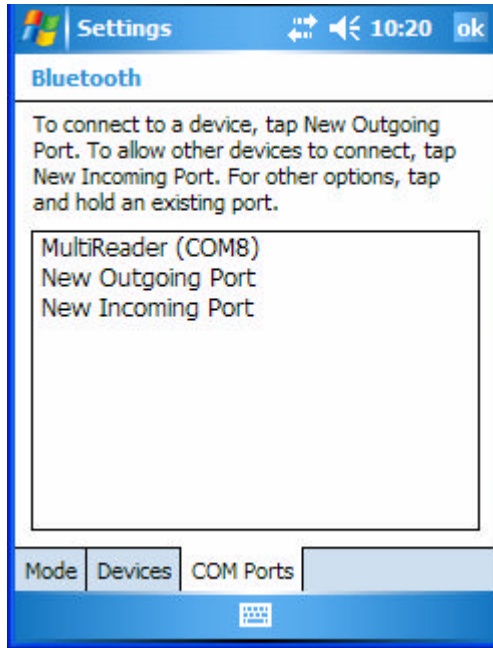 Settings 10:20 ok
Bluetooth
To connect to a device, tap New Outgoing
Port. To allow other devices to connect, tap
New Incoming Port. For other options, tap
and hold an existing port.
MultiReader (COM8)
New Outgoing Port
New Incoming Port
Mode Devices COM Ports